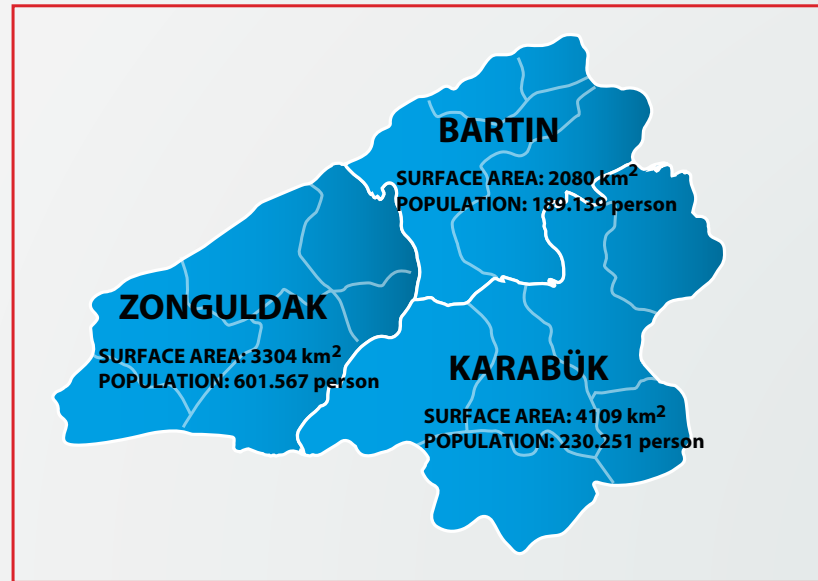 BARTIN
SURFACE AREA: 2080 km²
POPULATION: 189.139 person
ZONGULDAK
SURFACE AREA: 3304 km²
POPULATION: 601.567 person
KARABÜK
SURFACE AREA: 4109 km²
POPULATION: 230.251 person